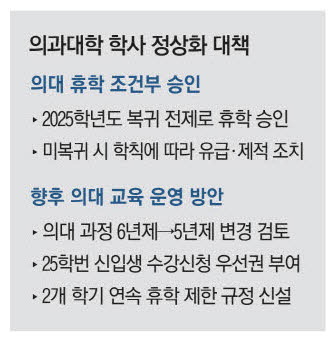 의과대학 학사 정상화 대책
의대 휴학 조건부 승인
▸ 2025학년도 복귀 전제로 휴학 승인
▸ 미복귀 시 학칙에 따라 유급·제적 조치
향후 의대 교육 운영 방안
▸ 의대 과정 6년제→5년제 변경 검토
▸ 25학번 신입생 수강신청 우선권 부여
▸ 2개 학기 연속 휴학 제한 규정 신설